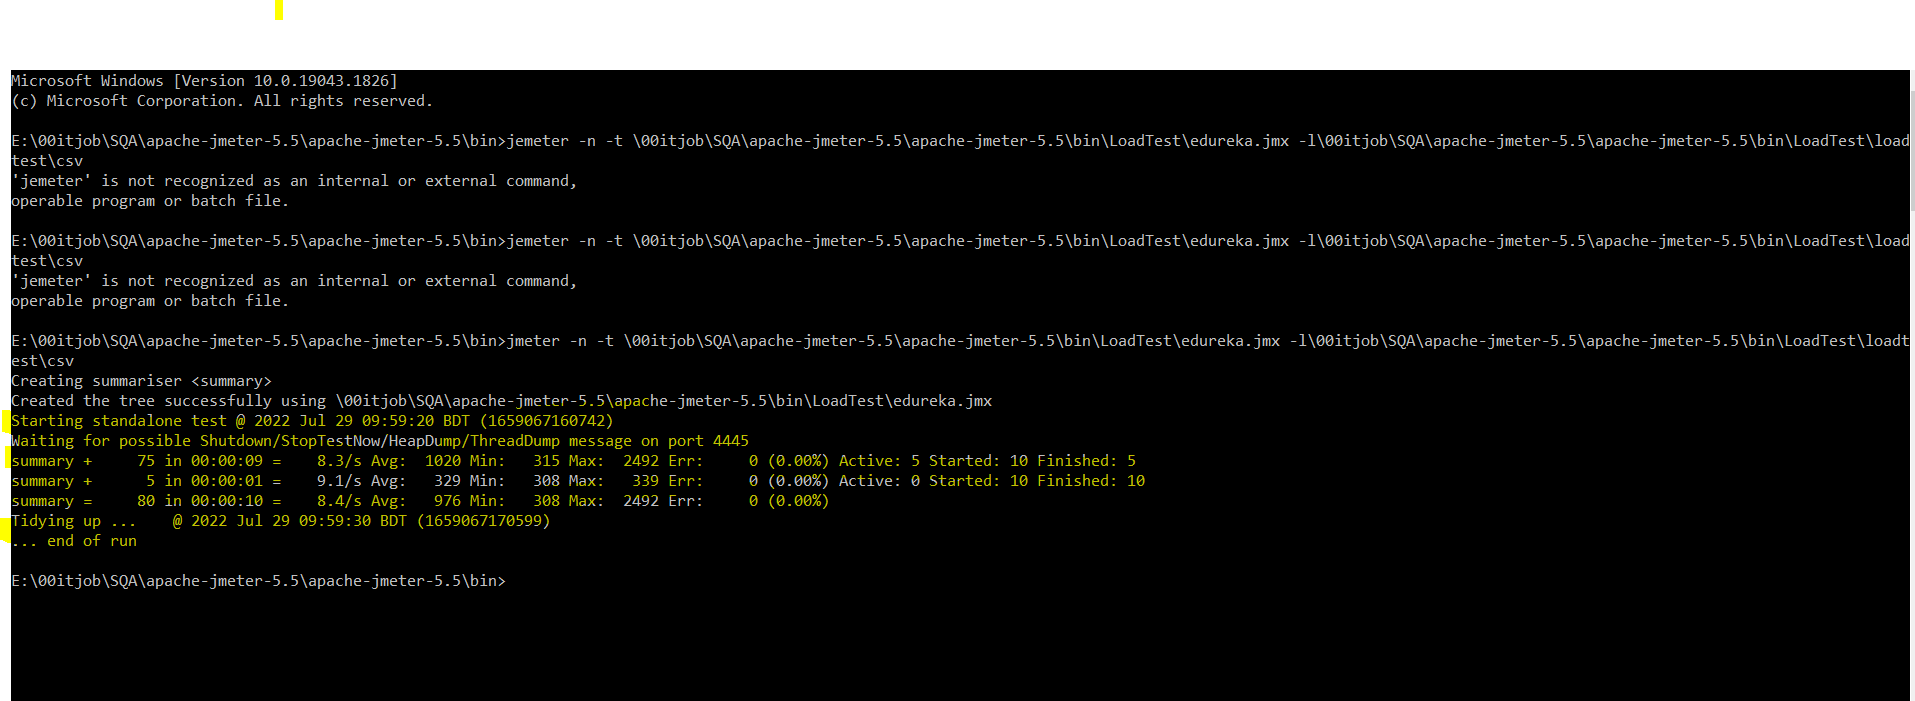 Microsoft Windows [Version 10.0.19043.1826]
(c) Microsoft Corporation. All rights reserved.
E:\00itjob\SQA\apache-jmeter-5.5\apache-jmeter-5.5\bin>jemeter -n -t \00itjob\SQA\apache-jmeter-5.5\apache-jmeter-5.5\bin\LoadTest\edureka.jmx -l\00itjob\SQA\apache-jmeter-5.5\apache-jmeter-5.5\bin\LoadTest\load
test\csv
'jemeter' is not recognized as an internal or external command,
operable program or batch file.
E:\00itjob\SQA\apache-jmeter-5.5\apache-jmeter-5.5\bin>jemeter -n -t \00itjob\SQA\apache-jmeter-5.5\apache-jmeter-5.5\bin\LoadTest\edureka.jmx -l\00itjob\SQA\apache-jmeter-5.5\apache-jmeter-5.5\bin\LoadTest\load
test\csv
'jemeter' is not recognized as an internal or external command,
operable program or batch file.
E:\00itjob\SQA\apache-jmeter-5.5\apache-jmeter-5.5\bin>jmeter -n -t \00itjob\SQA\apache-jmeter-5.5\apache-jmeter-5.5\bin\LoadTest\edureka.jmx -l\00itjob\SQA\apache-jmeter-5.5\apache-jmeter-5.5\bin\LoadTest\loadt
est\csv
Creating summariser <summary>
Created the tree successfully using \00itjob\SQA\apache-jmeter-5.5\apache-jmeter-5.5\bin\LoadTest\edureka.jmx
Starting standalone test @ 2022 Jul 29 09:59:20 BDT (1659067160742)
Waiting for possible Shutdown/StopTestNow/HeapDump/ThreadDump message on port 4445
summary +     75 in 00:00:09 =    8.3/s Avg:  1020 Min:   315 Max:  2492 Err:     0 (0.00%) Active: 5 Started: 10 Finished: 5
summary +      5 in 00:00:01 =    9.1/s Avg:   329 Min:   308 Max:   339 Err:     0 (0.00%) Active: 0 Started: 10 Finished: 10
summary =     80 in 00:00:10 =    8.4/s Avg:   976 Min:   308 Max:  2492 Err:     0 (0.00%)
Tidying up ...    @ 2022 Jul 29 09:59:30 BDT (1659067170599)
... end of run
E:\00itjob\SQA\apache-jmeter-5.5\apache-jmeter-5.5\bin>